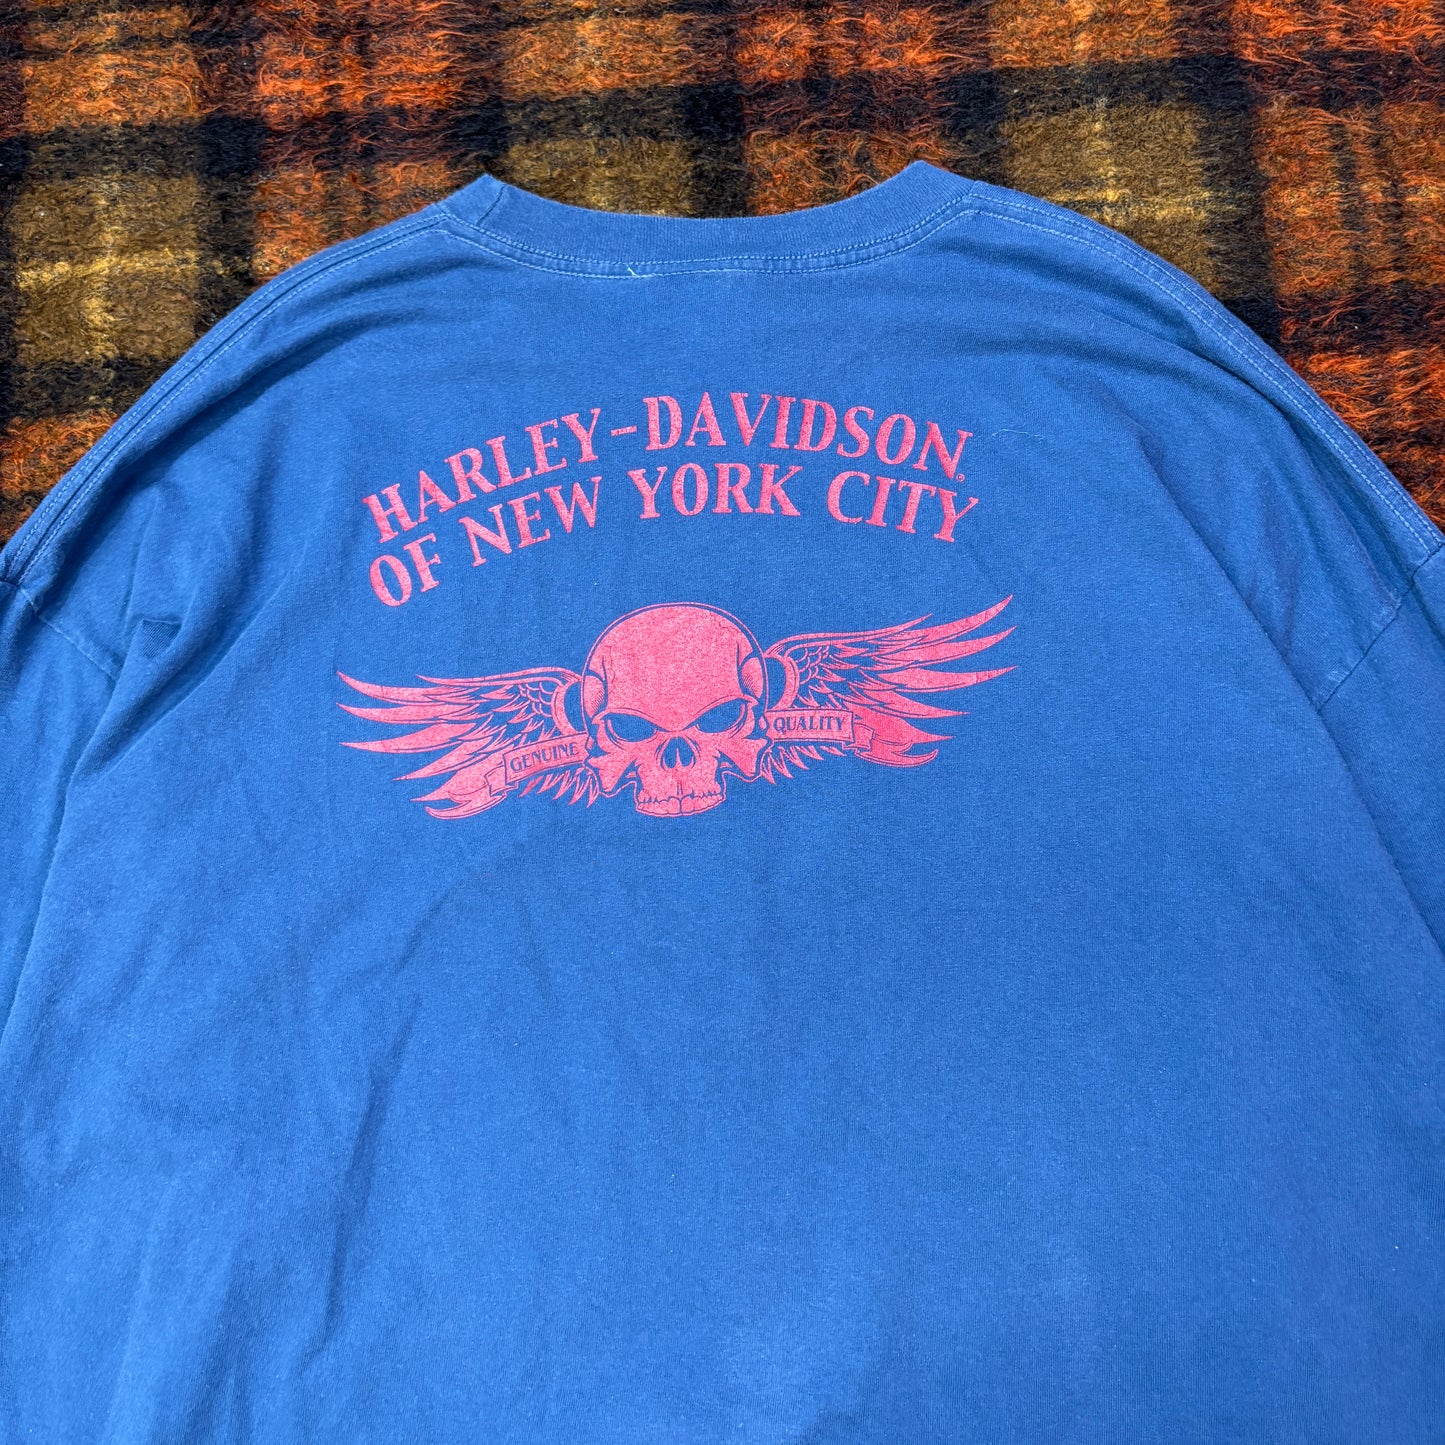 HARLEY-DAVIDSON®
OF NEW YORK CITY
GENUINE
QUALITY